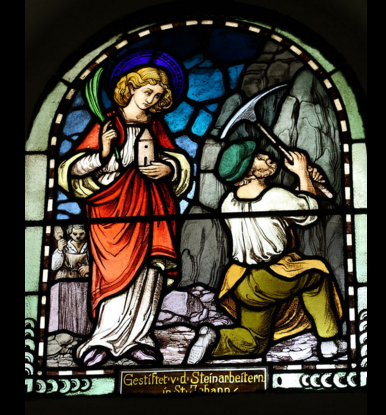 Gestiftet v. d. Steinarbeitern
in St. Johann